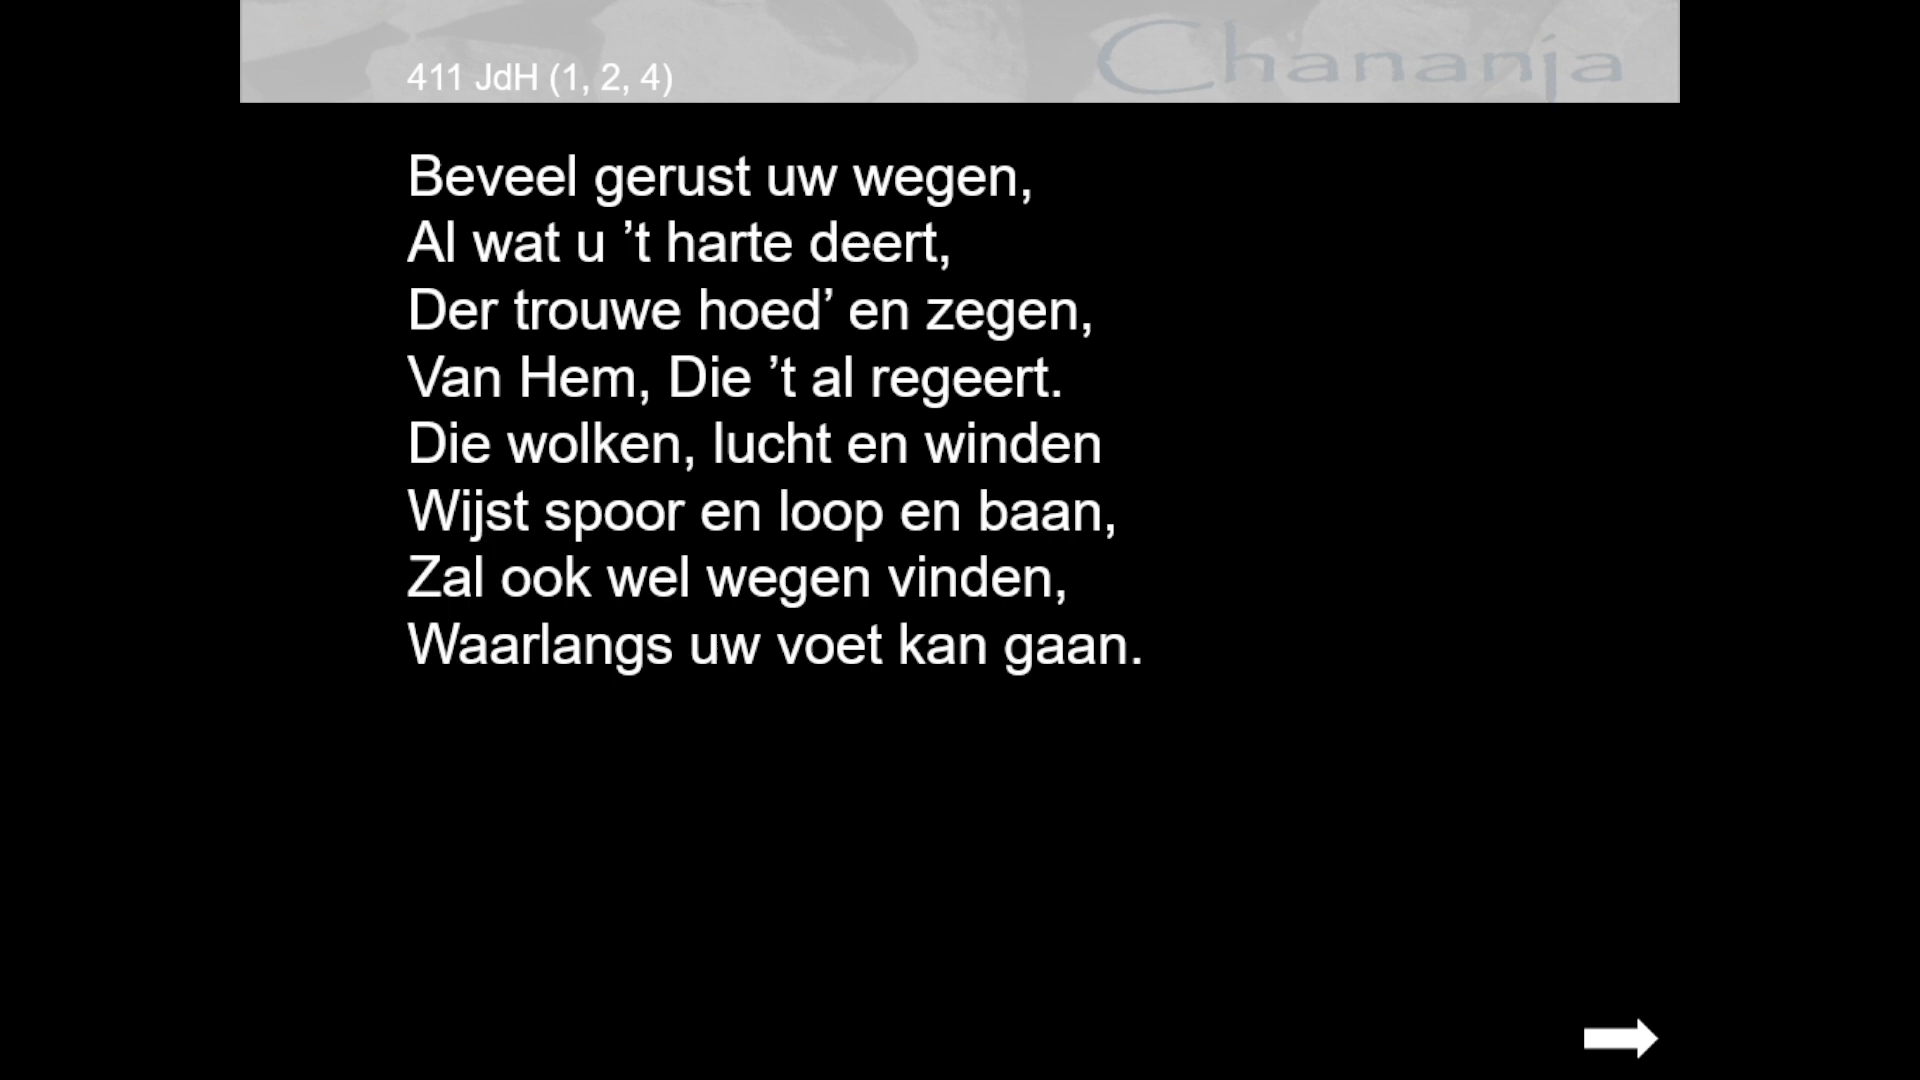 Chananja
411 JdH (1, 2, 4)
Beveel gerust uw wegen,
Al wat u ’t harte deert,
Der trouwe hoed’ en zegen,
Van Hem, Die ’t al regeert.
Die wolken, lucht en winden
Wijst spoor en loop en baan,
Zal ook wel wegen vinden,
Waarlangs uw voet kan gaan.